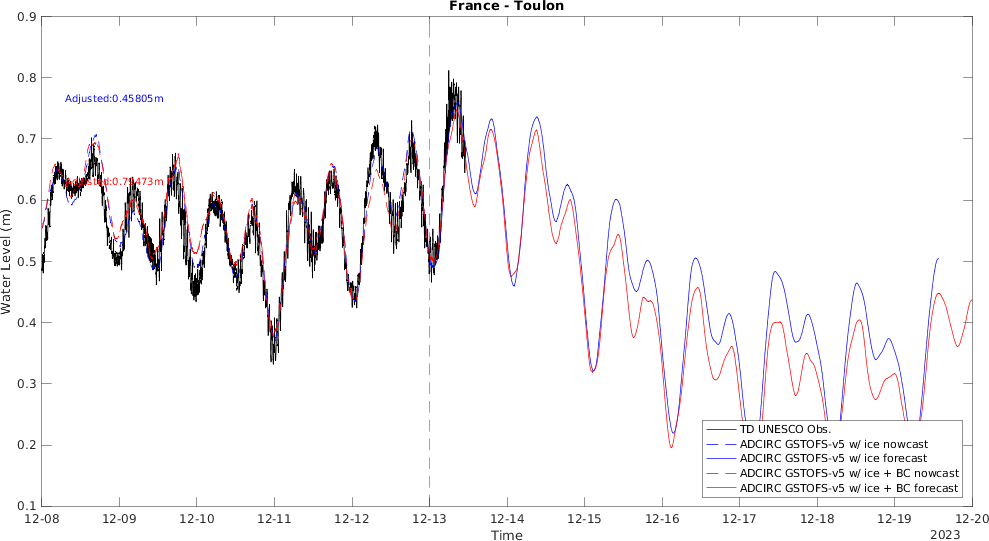 France - Toulon
0.9
0.8
0.7
0.6
0.5
0.4
0.3
0.2
0.1
Water Level (m)
Adjusted:0.45805m
TD UNESCO Obs.
ADCIRC GSTOFS-v5 w/ ice nowcast
ADCIRC GSTOFS-v5 w/ ice forecast
ADCIRC GSTOFS-v5 w/ ice + BC nowcast
ADCIRC GSTOFS-v5 w/ ice + BC forecast
12-08 12-09 12-10 12-11 12-12 12-13 12-14 12-15 12-16 12-17 12-18 12-19 12-20
Time
2023